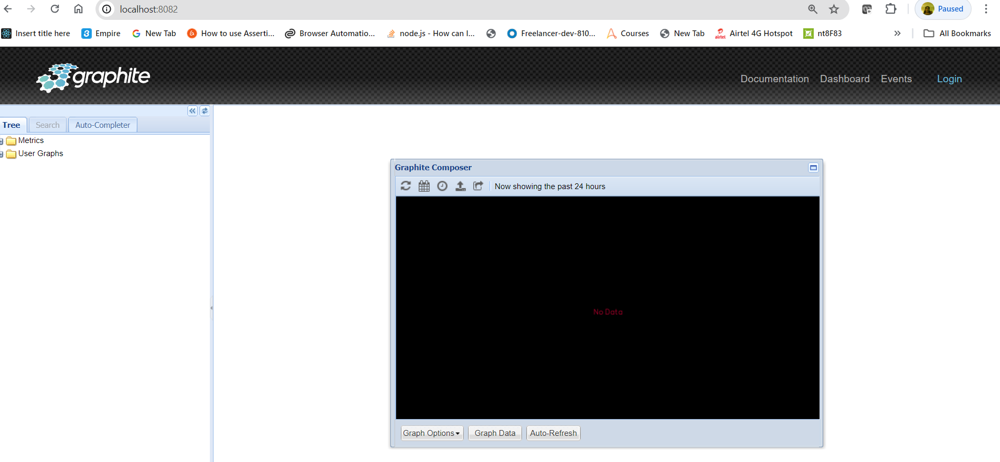 localhost:8082
Paused
Insert title here Empire New Tab How to use Asserti... Browser Automatio... node.js - How can I... Freelancer-dev-810... Courses New Tab Airtel 4G Hotspot nt8F83 All Bookmarks
graphite
Documentation Dashboard Events Login
Tree Search Auto-Completer
Metrics
User Graphs
Graphite Composer
Now showing the past 24 hours
No Data
Graph Options Graph Data Auto-Refresh